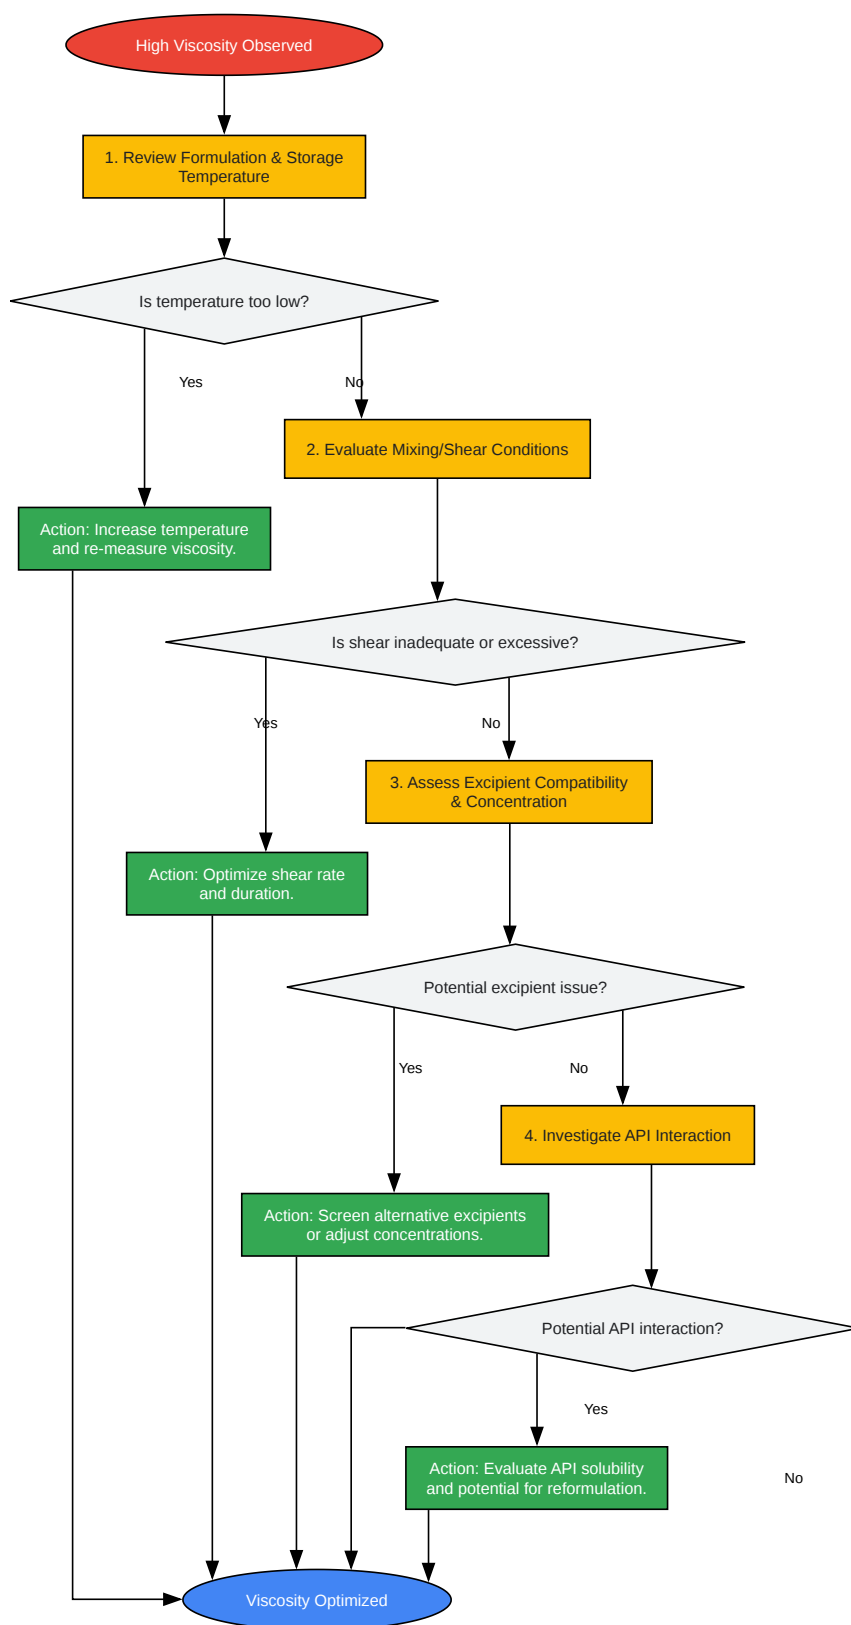 High Viscosity Observed
1. Review Formulation & Storage
Temperature
Is temperature too low?
Yes
No
2. Evaluate Mixing/Shear Conditions
Action: Increase temperature
and re-measure viscosity.
Is shear inadequate or excessive?
Yes
No
3. Assess Excipient Compatibility
& Concentration
Action: Optimize shear rate
and duration.
Potential excipient issue?
Yes
No
4. Investigate API Interaction
Action: Screen alternative excipients
or adjust concentrations.
Potential API interaction?
Yes
Action: Evaluate API solubility
and potential for reformulation.
No
Viscosity Optimized